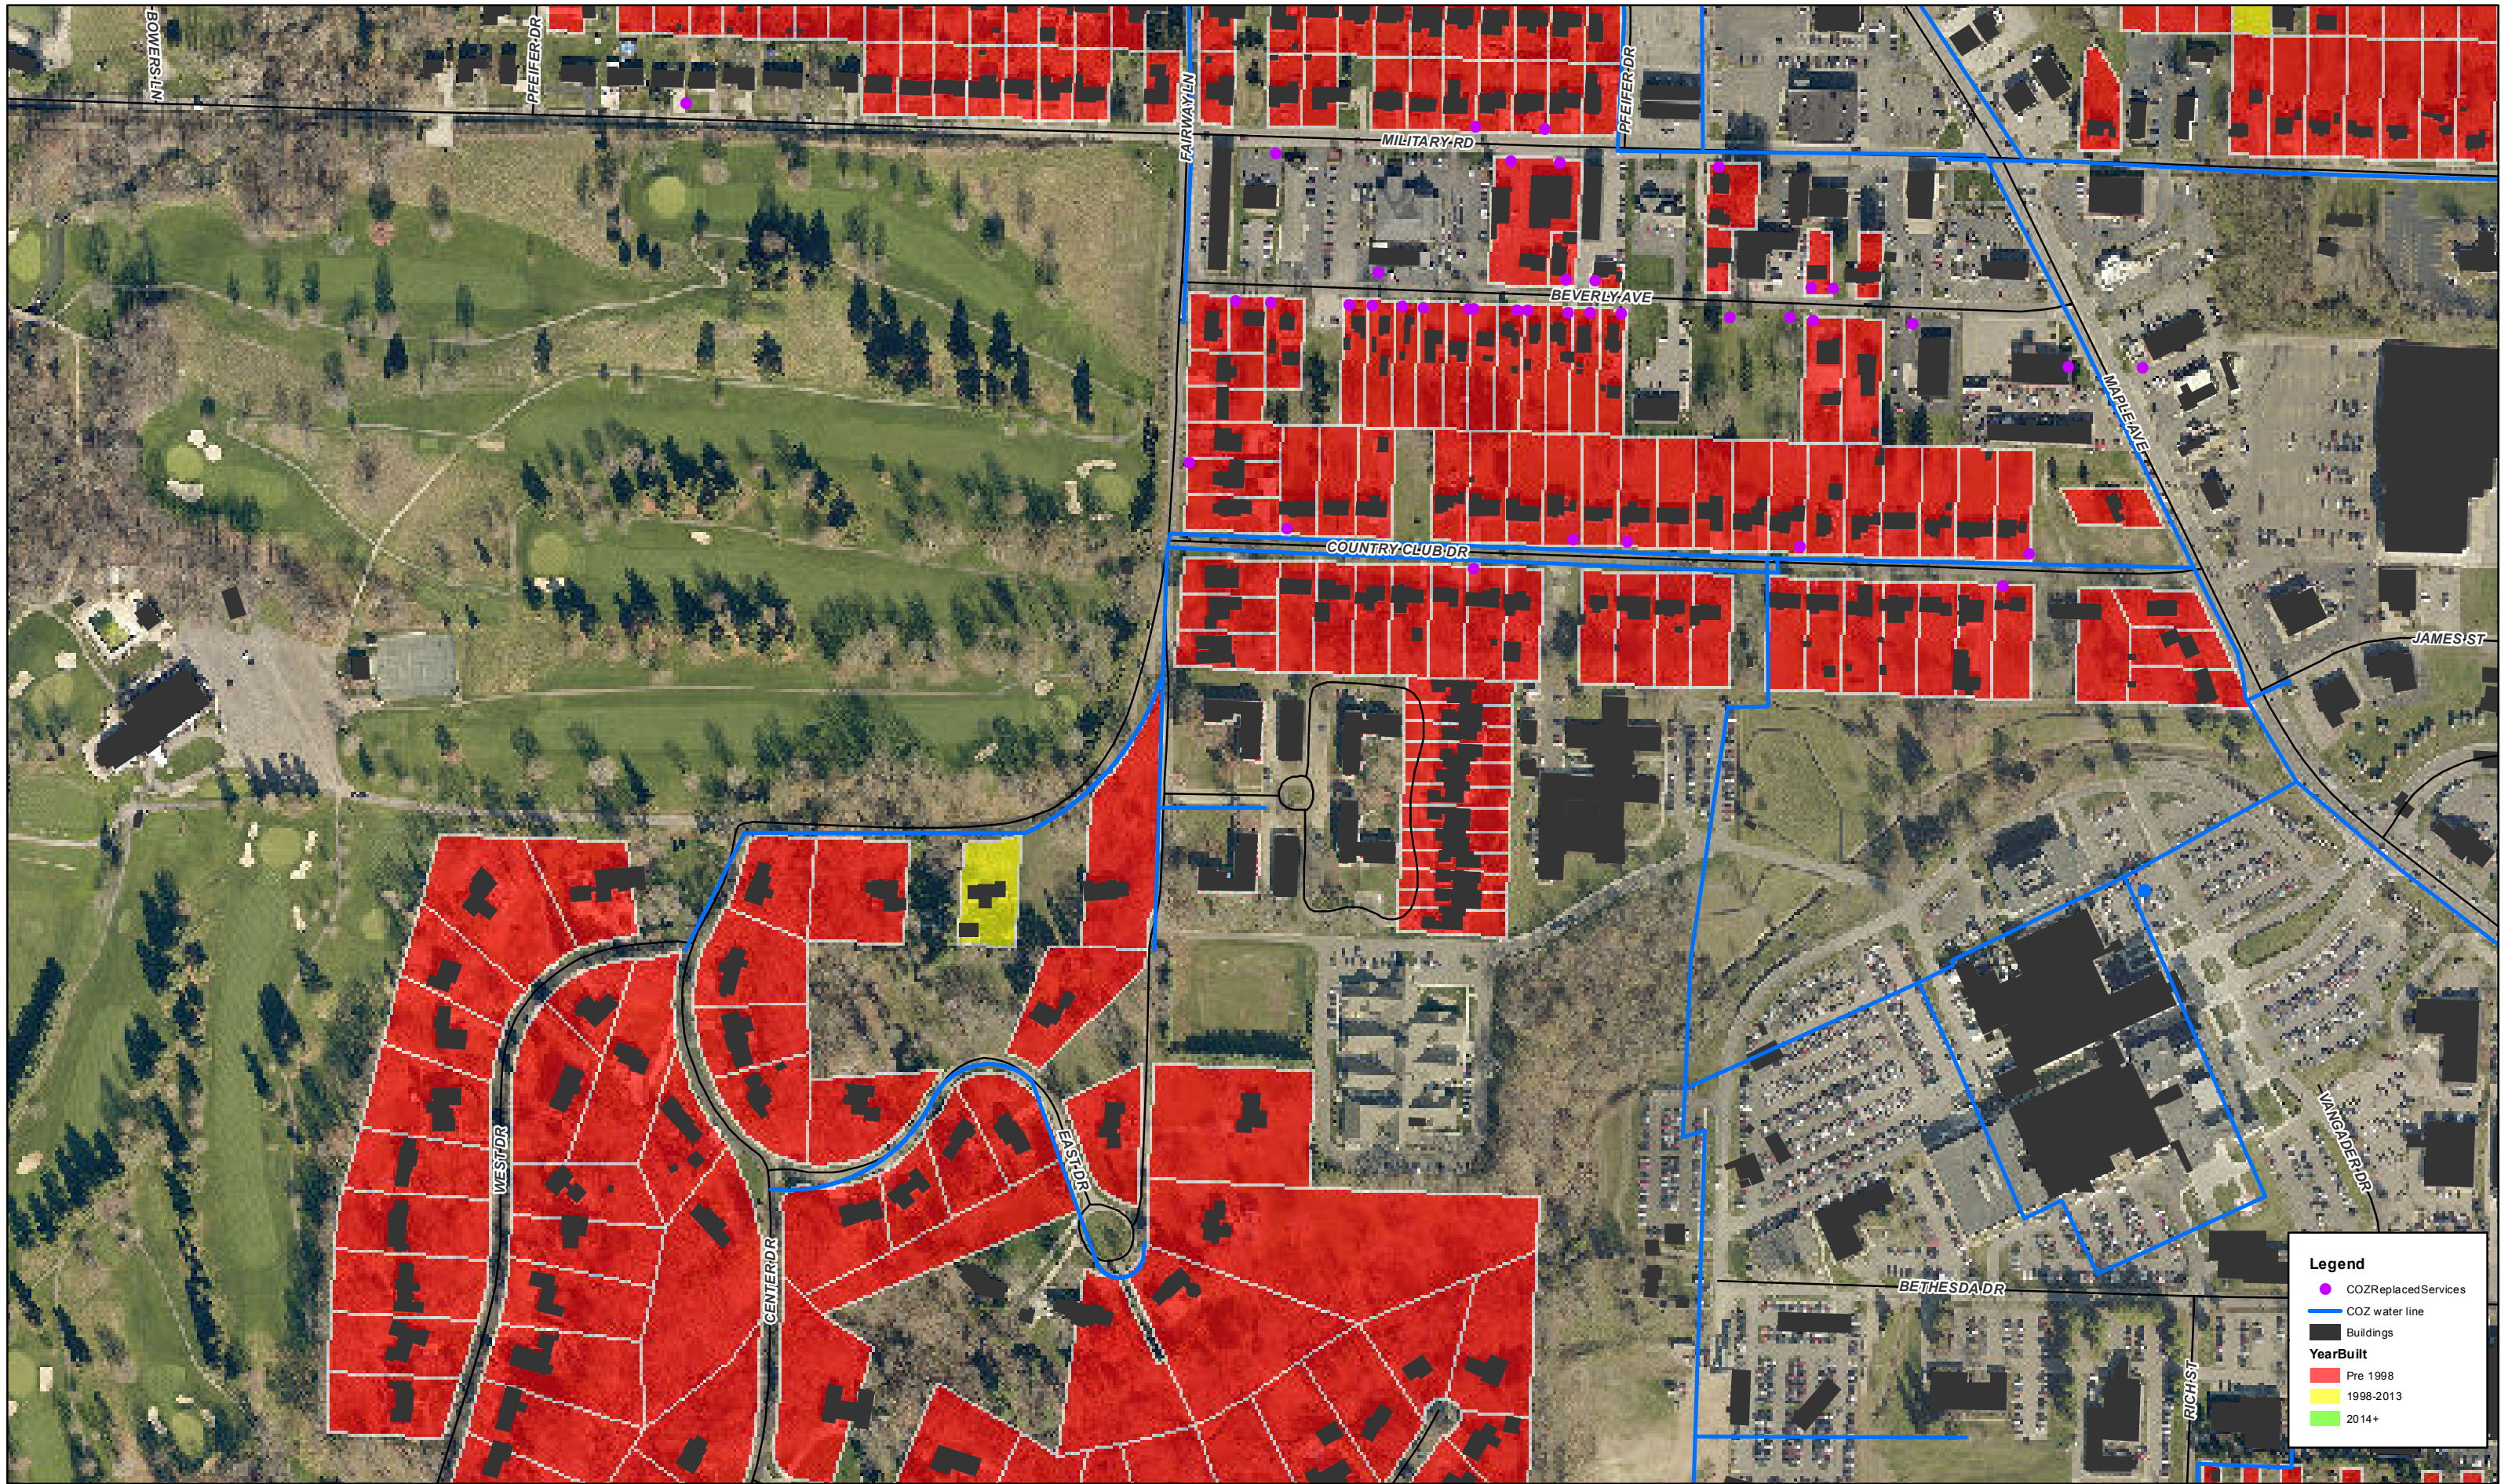 BOWERS LN
PFEIFER DR
FAIRWAY LN
PFEIFER DR
MILITARY RD
BEVERLY AVE
MAPLE AVE
COUNTRY CLUB DR
JAMES ST
WEST DR
EAST DR
CENTER DR
VANGADER DR
BETHESDA DR
RICH ST
Legend
COZReplacedServices
COZ water line
Buildings
YearBuilt
Pre 1998
1998-2013
2014+